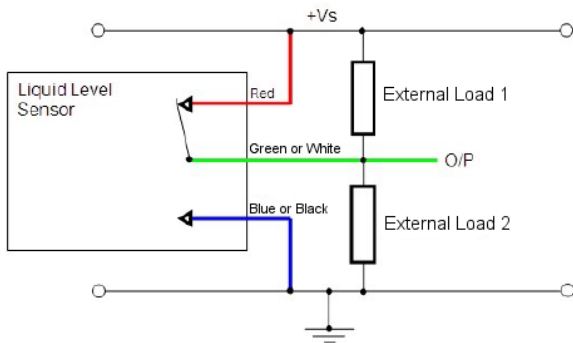 +Vs
Liquid Level
Sensor
Red
External Load 1
Green or White
O/P
Blue or Black
External Load 2